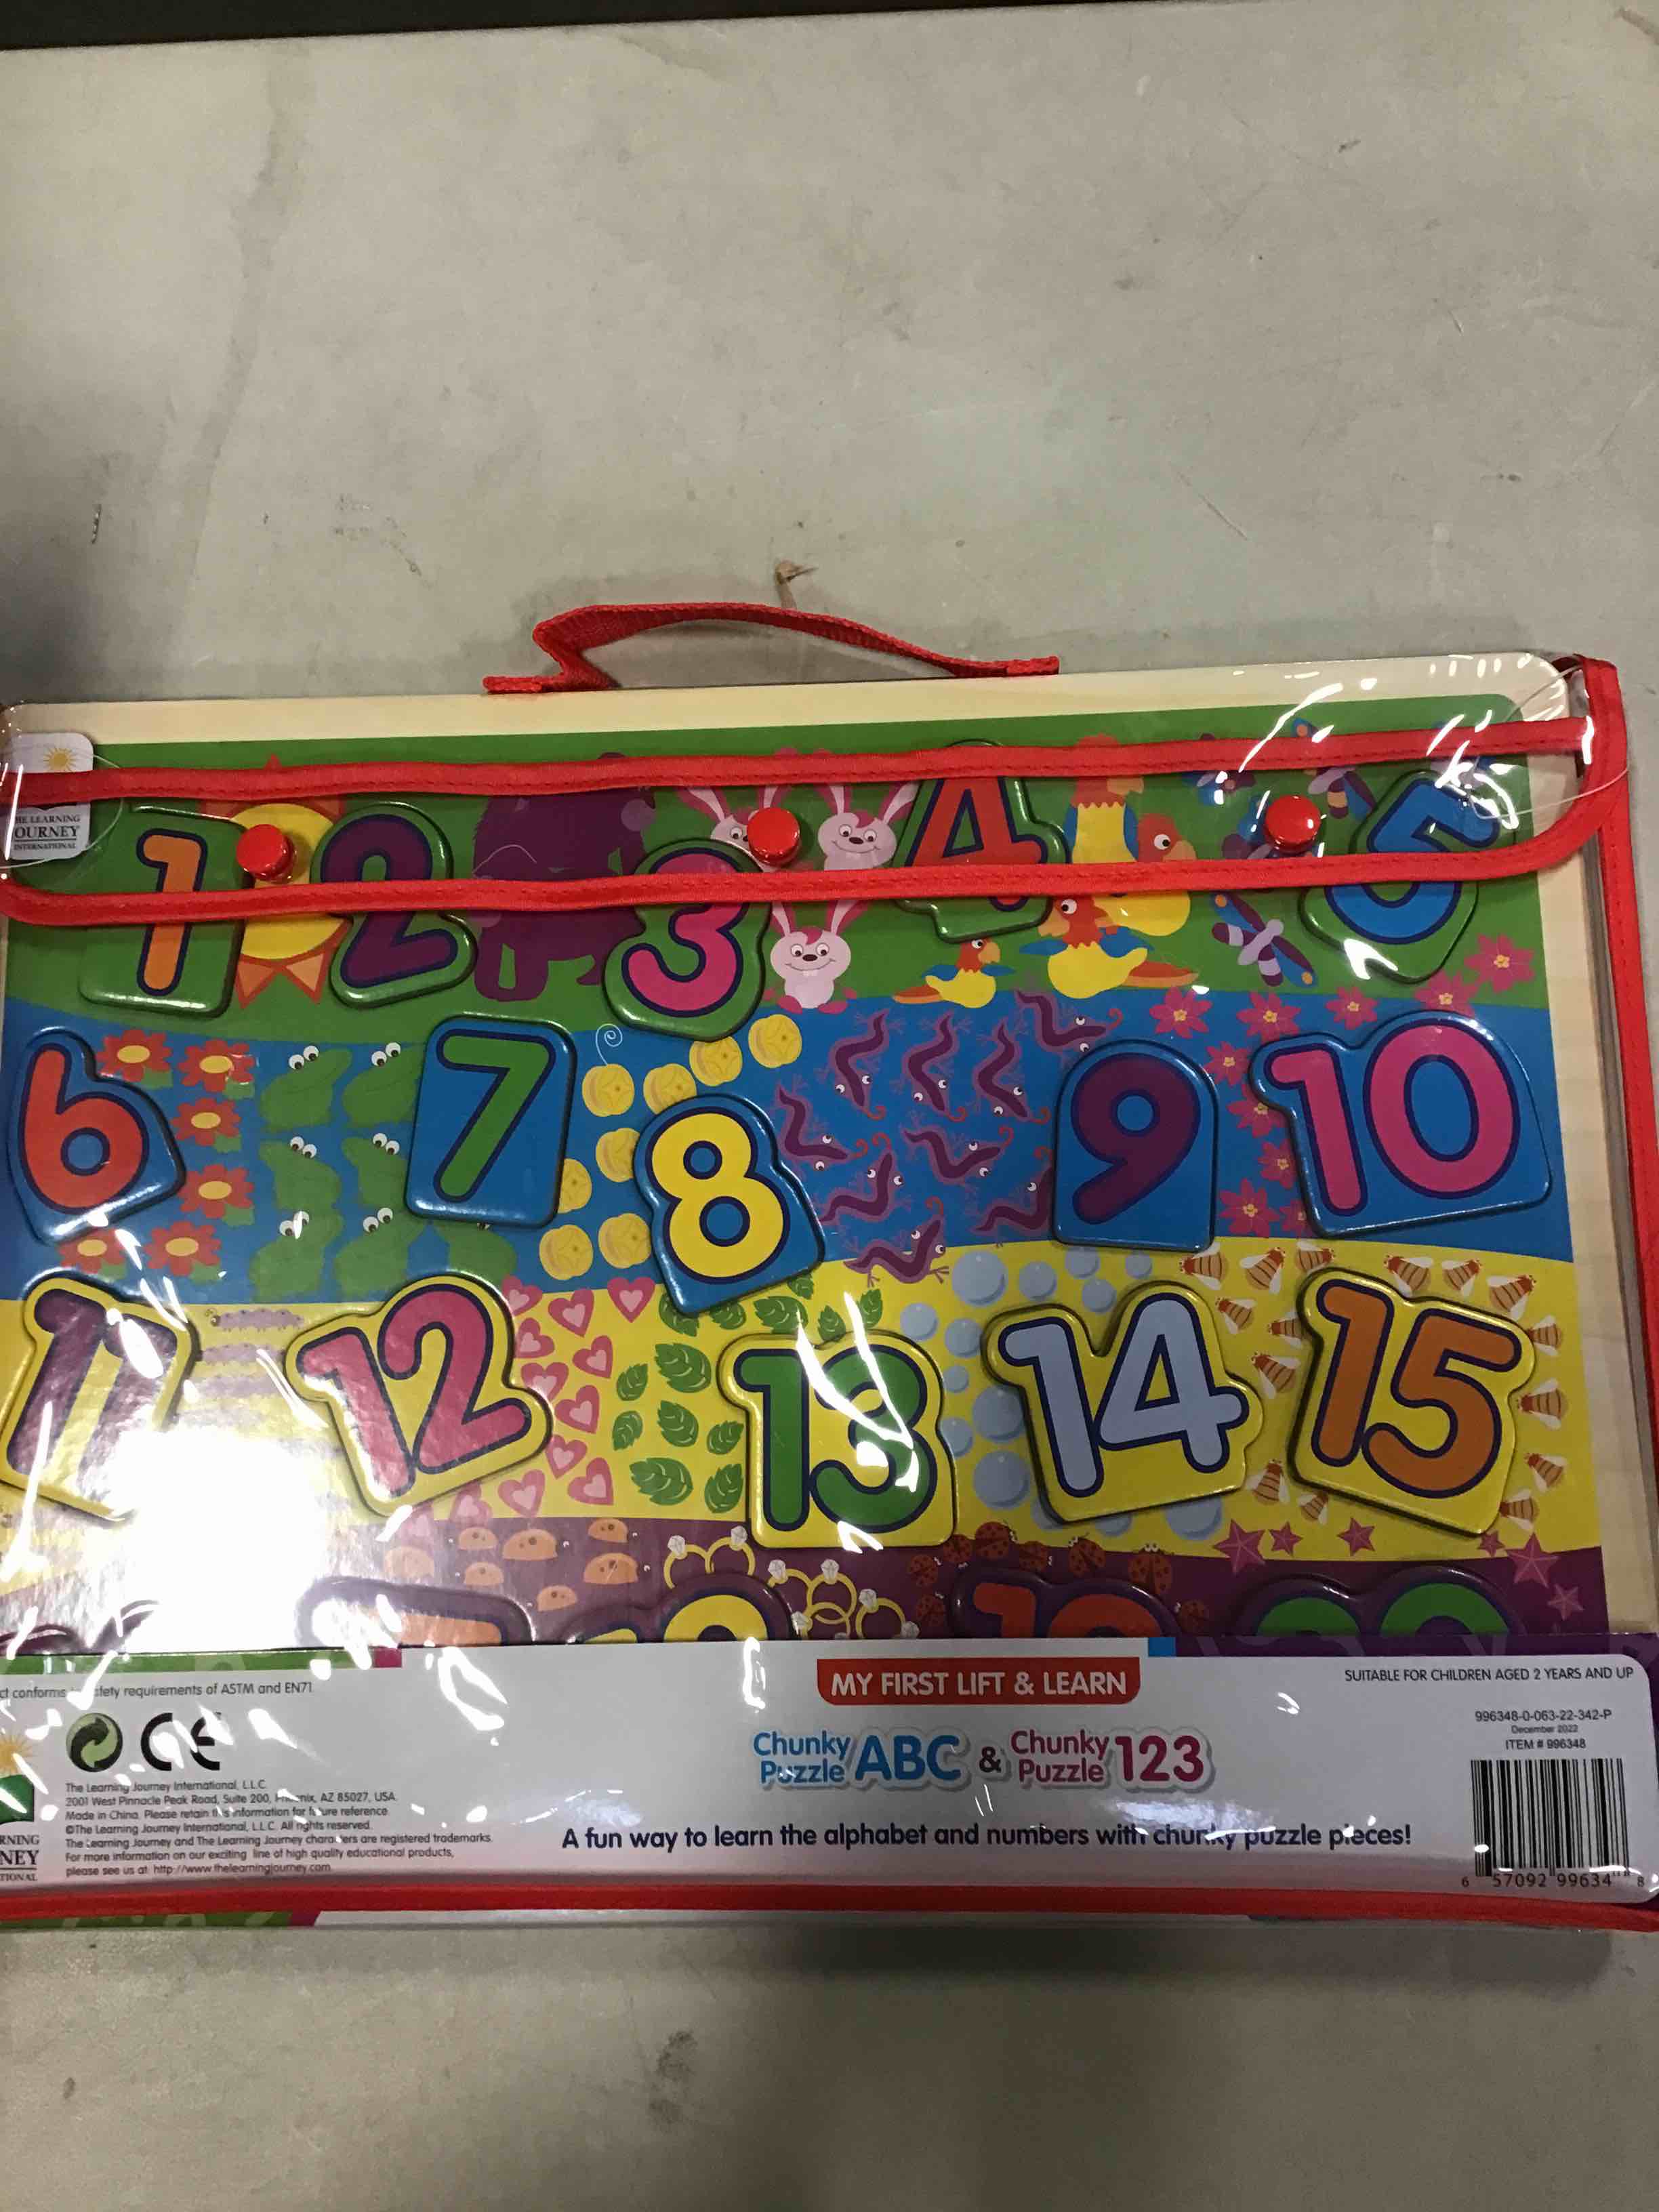 THE LEARNING
JOURNEY
INTERNATIONAL
1 2 3 4 5
6 7 8 9 10
11 12 13 14 15
conforms safety requirements of ASTM and EN71
MY FIRST LIFT & LEARN
SUITABLE FOR CHILDREN AGED 2 YEARS AND UP
996348-0-063-22-342-P
December 2022
ITEM # 996348
CE
Chunky Puzzle ABC & Chunky Puzzle 123
A fun way to learn the alphabet and numbers with chunky puzzle pieces!
The Learning Journey International, L.L.C.
2001 West Pinnacle Peak Road, Suite 200, Phoenix, AZ 85027, USA.
Made in China. Please retain this information for future reference.
©The Learning Journey International, L.L.C. All rights reserved.
The Learning Journey and The Learning Journey characters are registered trademarks.
For more information on our exciting line of high quality educational products,
please see us at: http://www.thelearningjourney.com
6 57092 99634 8